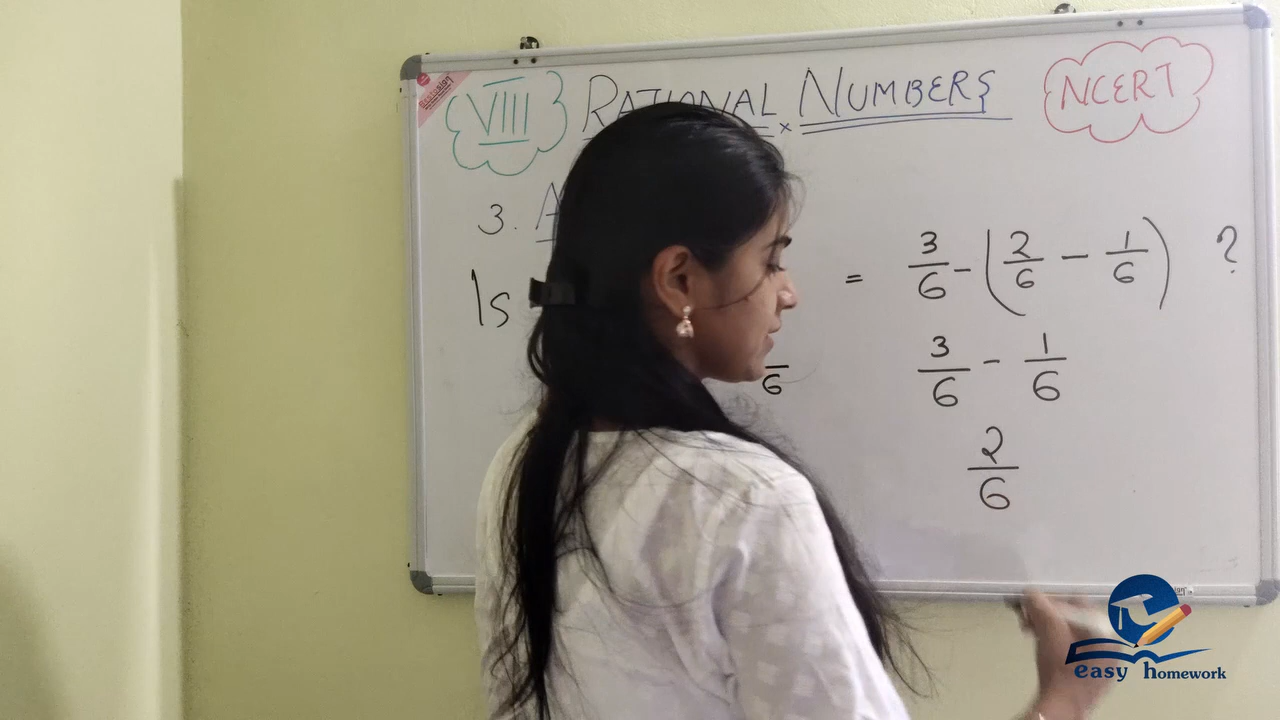 VIII RATIONAL NUMBERS NCERT
3. A
Is = 3/6 - (2/6 - 1/6) ?
6 3/6 - 1/6
2/6
easy homework